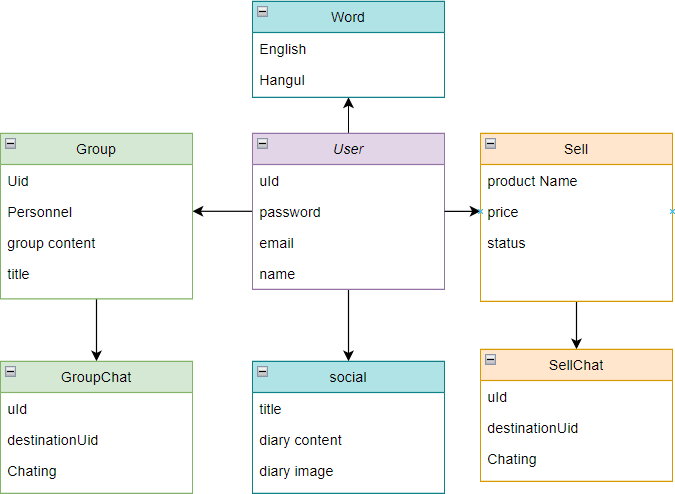 Word
English
Hangul
Group
Uid
Personnel
group content
title
User
uId
password
email
name
Sell
product Name
price
status
GroupChat
uId
destinationUid
Chating
social
title
diary content
diary image
SellChat
uId
destinationUid
Chating